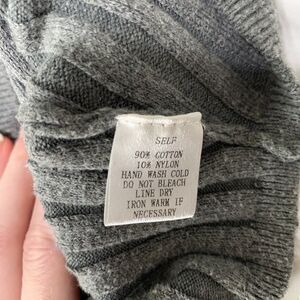 SELF
90% COTTON
10% NYLON
HAND WASH COLD
DO NOT BLEACH
LINE DRY
IRON WARM IF
NECESSARY